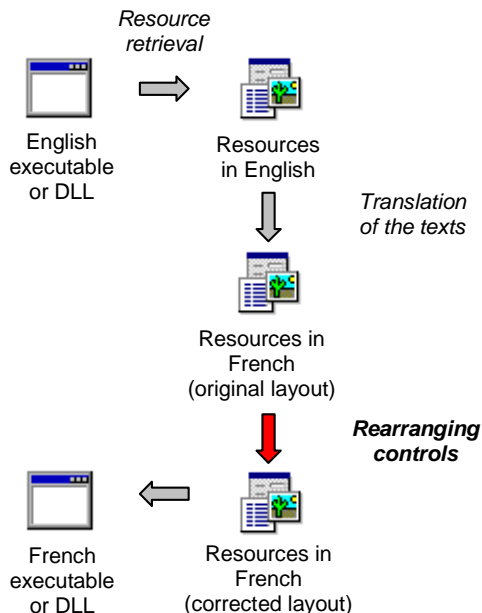 Resource
retrieval
English
executable
or DLL
Resources
in English
Translation
of the texts
Resources in
French
(original layout)
Rearranging
controls
French
executable
or DLL
Resources in
French
(corrected layout)